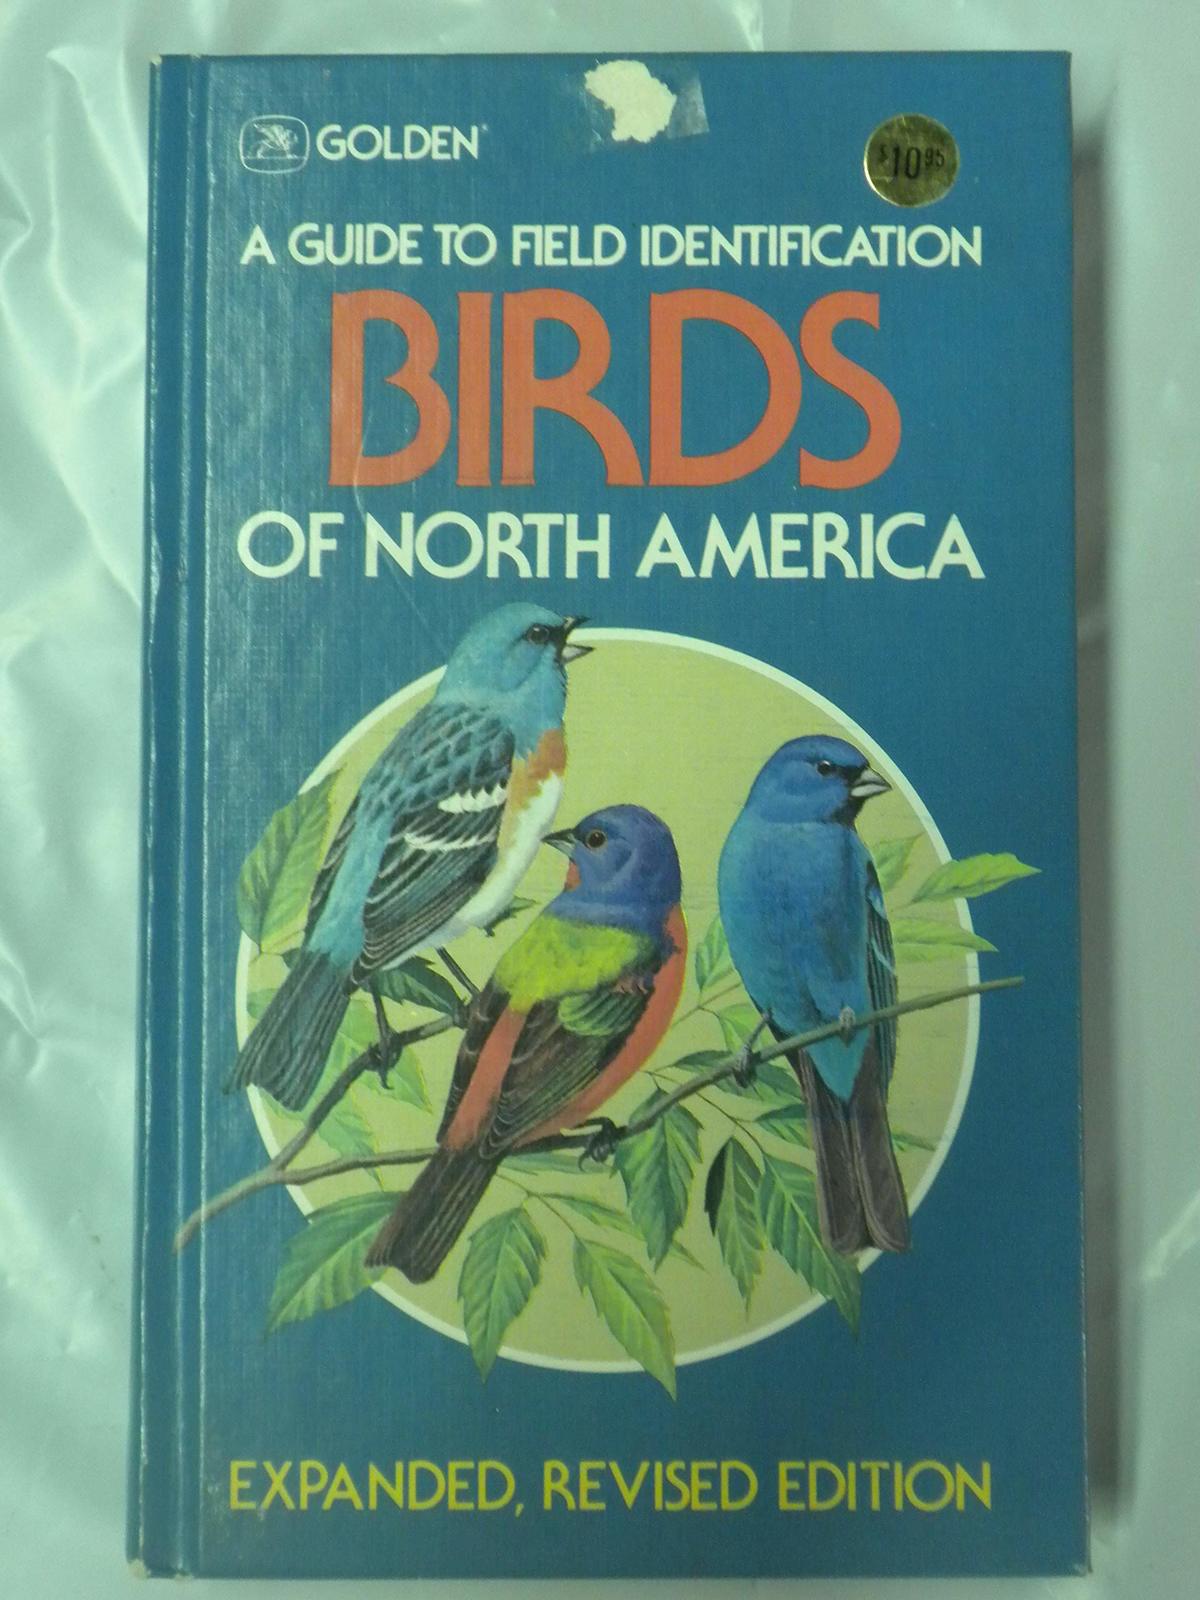 GOLDEN
$10.95
A GUIDE TO FIELD IDENTIFICATION
BIRDS
OF NORTH AMERICA
EXPANDED, REVISED EDITION